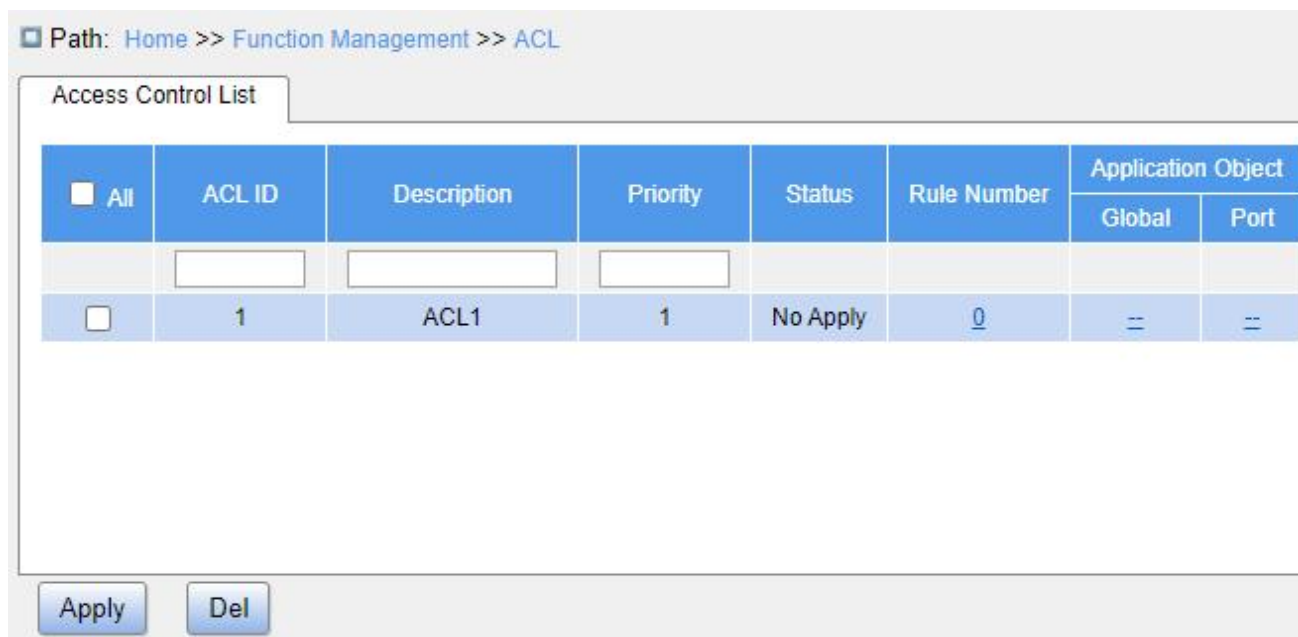 Path: Home >> Function Management >> ACL
Access Control List
All ACL ID Description Priority Status Rule Number Application Object
Global Port
1 ACL1 1 No Apply 0 -- --
Apply Del